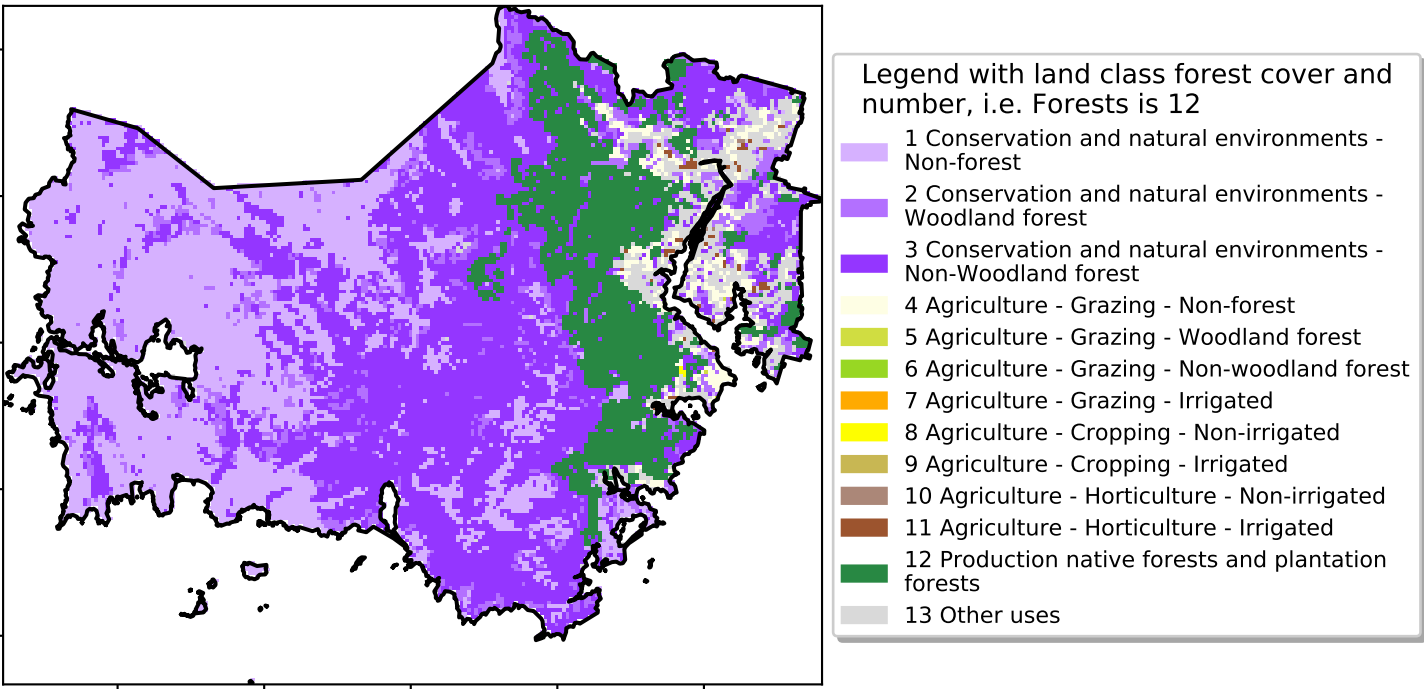 Legend with land class forest cover and
number, i.e. Forests is 12
1 Conservation and natural environments -
Non-forest
2 Conservation and natural environments -
Woodland forest
3 Conservation and natural environments -
Non-Woodland forest
4 Agriculture - Grazing - Non-forest
5 Agriculture - Grazing - Woodland forest
6 Agriculture - Grazing - Non-woodland forest
7 Agriculture - Grazing - Irrigated
8 Agriculture - Cropping - Non-irrigated
9 Agriculture - Cropping - Irrigated
10 Agriculture - Horticulture - Non-irrigated
11 Agriculture - Horticulture - Irrigated
12 Production native forests and plantation
forests
13 Other uses